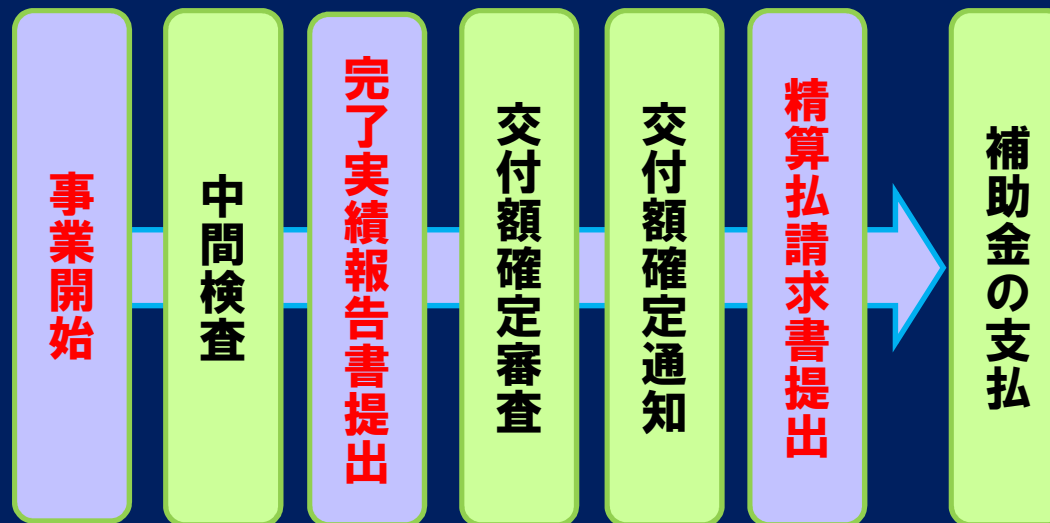 事業開始
中間検査
完了実績報告書提出
交付額確定審査
交付額確定通知
精算払請求書提出
補助金の支払